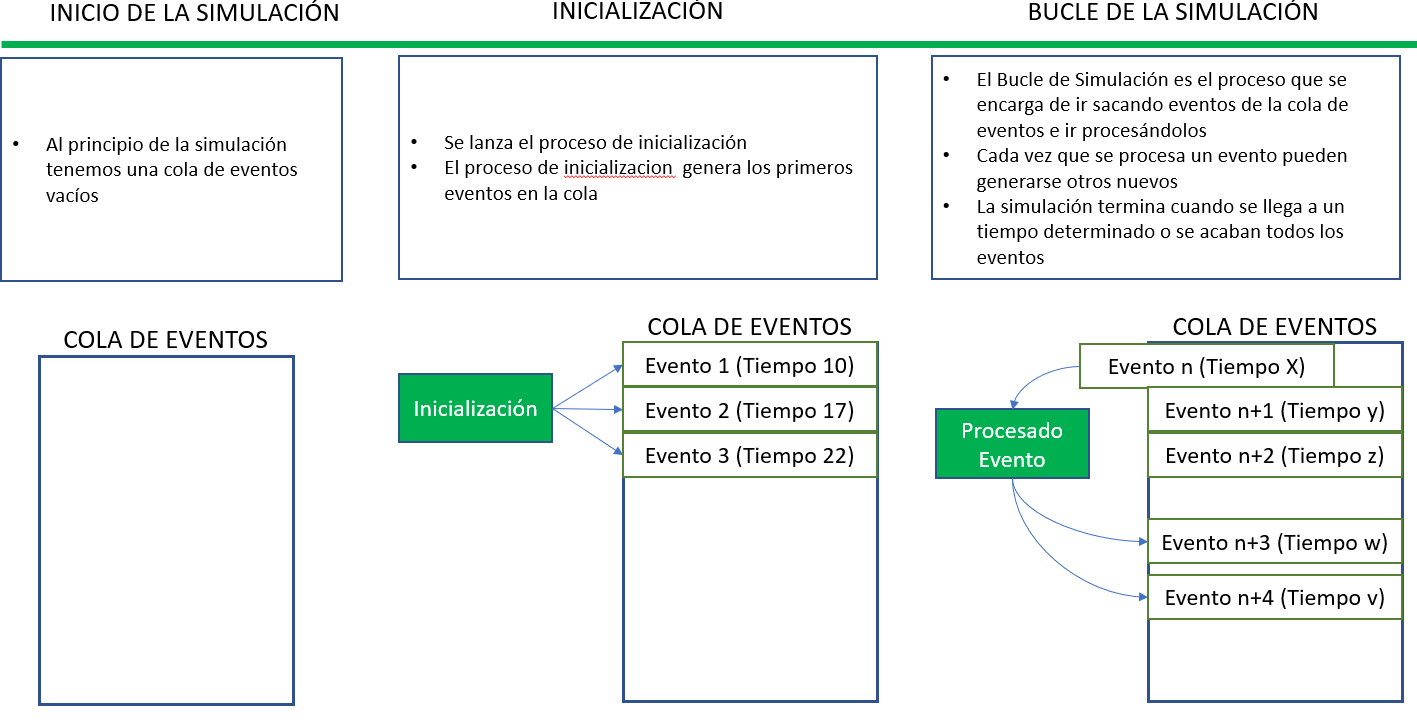 INICIO DE LA SIMULACIÓN
INICIALIZACIÓN
BUCLE DE LA SIMULACIÓN
• Al principio de la simulación
tenemos una cola de eventos
vacíos
• Se lanza el proceso de inicialización
• El proceso de inicializacion genera los primeros
eventos en la cola
• El Bucle de Simulación es el proceso que se
encarga de ir sacando eventos de la cola de
eventos e ir procesándolos
• Cada vez que se procesa un evento pueden
generarse otros nuevos
• La simulación termina cuando se llega a un
tiempo determinado o se acaban todos los
eventos
COLA DE EVENTOS
COLA DE EVENTOS
Inicialización
Evento 1 (Tiempo 10)
Evento 2 (Tiempo 17)
Evento 3 (Tiempo 22)
COLA DE EVENTOS
Evento n (Tiempo X)
Procesado
Evento
Evento n+1 (Tiempo y)
Evento n+2 (Tiempo z)
Evento n+3 (Tiempo w)
Evento n+4 (Tiempo v)